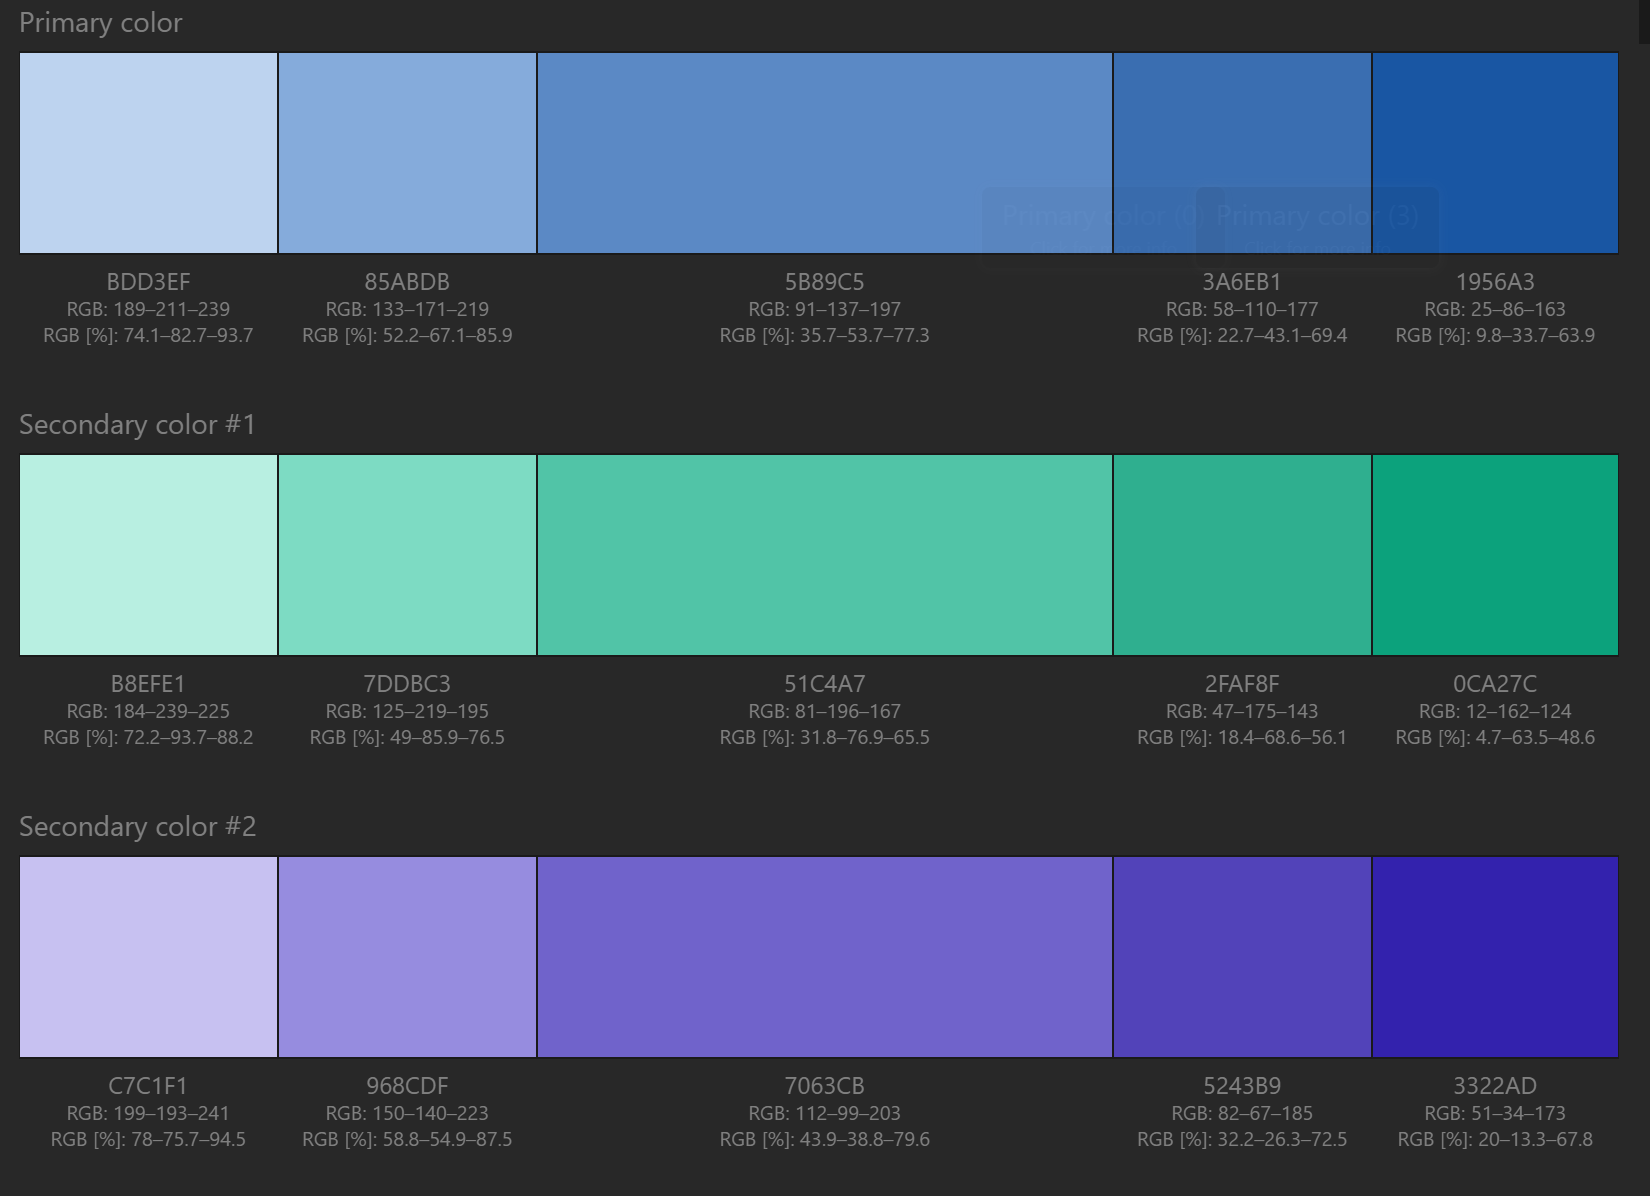 Primary color
Primary color (
Primary color (3)
BDD3EF
85ABDB
5B89C5
3A6EB1
1956A3
RGB: 189–211–239
RGB: 133–171–219
RGB: 91–137–197
RGB: 58–110–177
RGB: 25–86–163
RGB [%]: 74.1–82.7–93.7
RGB [%]: 52.2–67.1–85.9
RGB [%]: 35.7–53.7–77.3
RGB [%]: 22.7–43.1–69.4
RGB [%]: 9.8–33.7–63.9
Secondary color #1
B8EFE1
7DDBC3
51C4A7
2FAF8F
0CA27C
RGB: 184–239–225
RGB: 125–219–195
RGB: 81–196–167
RGB: 47–175–143
RGB: 12–162–124
RGB [%]: 72.2–93.7–88.2
RGB [%]: 49–85.9–76.5
RGB [%]: 31.8–76.9–65.5
RGB [%]: 18.4–68.6–56.1
RGB [%]: 4.7–63.5–48.6
Secondary color #2
C7C1F1
968CDF
7063CB
5243B9
3322AD
RGB: 199–193–241
RGB: 150–140–223
RGB: 112–99–203
RGB: 82–67–185
RGB: 51–34–173
RGB [%]: 78–75.7–94.5
RGB [%]: 58.8–54.9–87.5
RGB [%]: 43.9–38.8–79.6
RGB [%]: 32.2–26.3–72.5
RGB [%]: 20–13.3–67.8